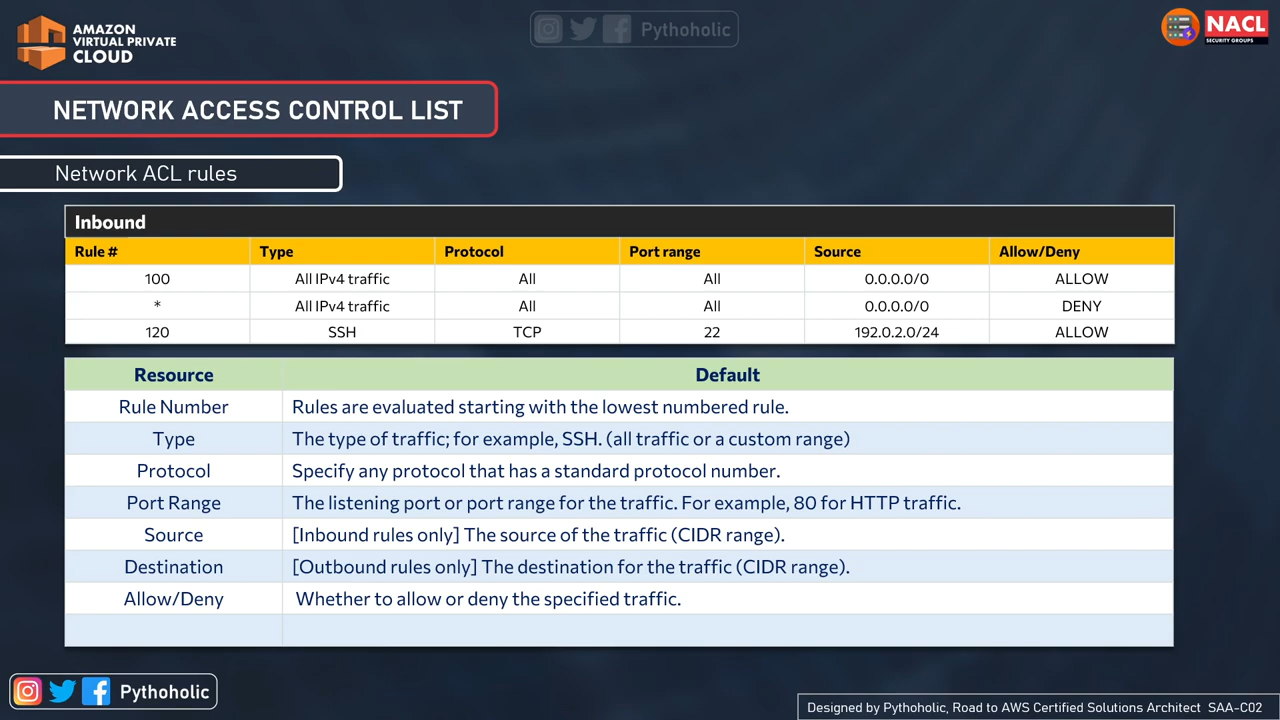 AMAZON
VIRTUAL PRIVATE
CLOUD
Pythoholic
NACL
SECURITY GROUPS
NETWORK ACCESS CONTROL LIST
Network ACL rules
Inbound
Rule # Type Protocol Port range Source Allow/Deny
100 All IPv4 traffic All All 0.0.0.0/0 ALLOW
* All IPv4 traffic All All 0.0.0.0/0 DENY
120 SSH TCP 22 192.0.2.0/24 ALLOW
Resource Default
Rule Number Rules are evaluated starting with the lowest numbered rule.
Type The type of traffic; for example, SSH. (all traffic or a custom range)
Protocol Specify any protocol that has a standard protocol number.
Port Range The listening port or port range for the traffic. For example, 80 for HTTP traffic.
Source [Inbound rules only] The source of the traffic (CIDR range).
Destination [Outbound rules only] The destination for the traffic (CIDR range).
Allow/Deny Whether to allow or deny the specified traffic.
Pythoholic
Designed by Pythoholic, Road to AWS Certified Solutions Architect SAA-C02